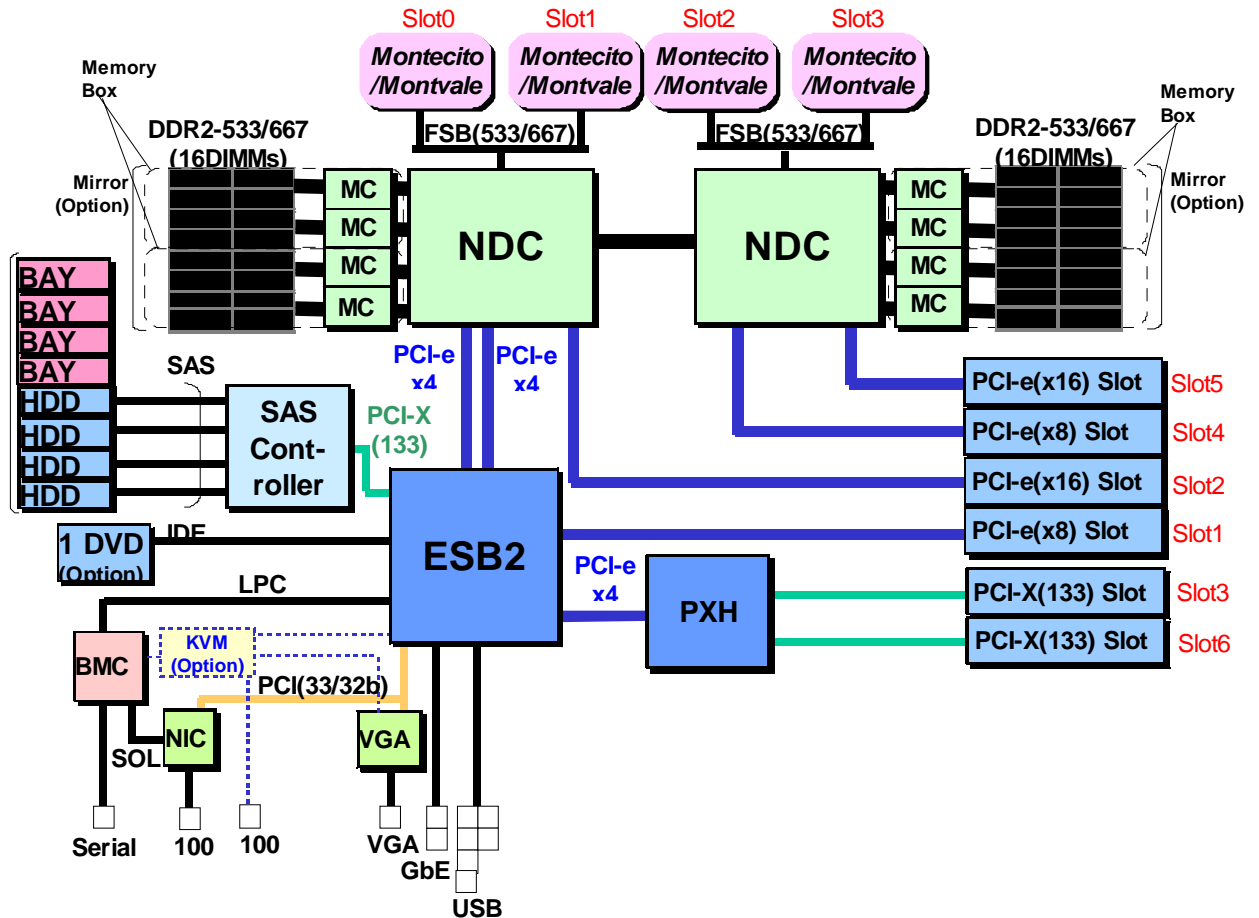 Slot0
Slot1
Slot2
Slot3
Montecito
/Montvale
Montecito
/Montvale
Montecito
/Montvale
Montecito
/Montvale
Memory
Box
Memory
Box
DDR2-533/667
(16DIMMs)
FSB(533/667)
FSB(533/667)
DDR2-533/667
(16DIMMs)
Mirror
(Option)
Mirror
(Option)
MC
MC
MC
MC
NDC
NDC
MC
MC
MC
MC
BAY
BAY
BAY
BAY
HDD
HDD
HDD
HDD
SAS
SAS
Cont-
roller
PCI-X
(133)
PCI-e
x4
PCI-e
x4
PCI-e(x16) Slot
Slot5
PCI-e(x8) Slot
Slot4
PCI-e(x16) Slot
Slot2
PCI-e(x8) Slot
Slot1
PCI-X(133) Slot
Slot3
PCI-X(133) Slot
Slot6
IDE
1 DVD
(Option)
ESB2
PCI-e
x4
PXH
LPC
BMC
KVM
(Option)
PCI(33/32b)
SOL
NIC
VGA
Serial
100
100
VGA
GbE
USB